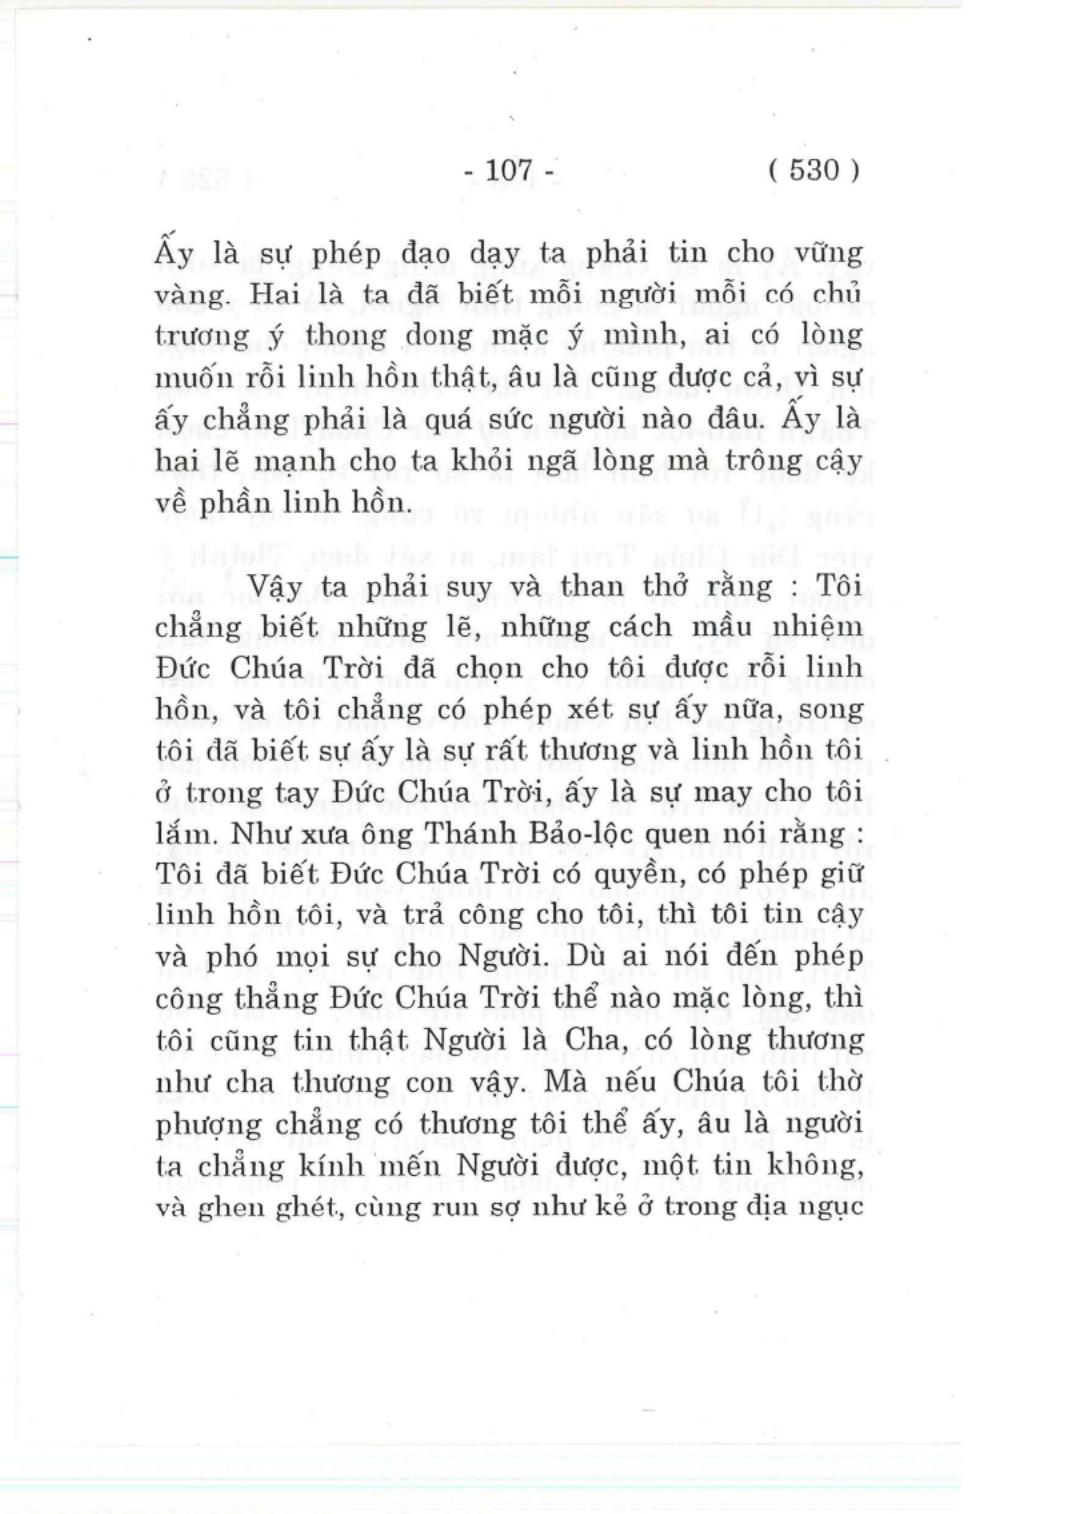 - 107 - ( 530 )
Ấy là sự phép đạo dạy ta phải tin cho vững
vàng. Hai là ta đã biết mỗi người mỗi có chủ
trương ý thong dong mặc ý mình, ai có lòng
muốn rỗi linh hồn thật, âu là cũng được cả, vì sự
ấy chẳng phải là quá sức người nào đâu. Ấy là
hai lẽ mạnh cho ta khỏi ngã lòng mà trông cậy
về phần linh hồn.
Vậy ta phải suy và than thở rằng : Tôi
chẳng biết những lẽ, những cách mầu nhiệm
Đức Chúa Trời đã chọn cho tôi được rỗi linh
hồn, và tôi chẳng có phép xét sự ấy nữa, song
tôi đã biết sự ấy là sự rất thương và linh hồn tôi
ở trong tay Đức Chúa Trời, ấy là sự may cho tôi
lắm. Như xưa ông Thánh Bảo-lộc quen nói rằng :
Tôi đã biết Đức Chúa Trời có quyền, có phép giữ
linh hồn tôi, và trả công cho tôi, thì tôi tin cậy
và phó mọi sự cho Người. Dù ai nói đến phép
công thẳng Đức Chúa Trời thể nào mặc lòng, thì
tôi cũng tin thật Người là Cha, có lòng thương
như cha thương con vậy. Mà nếu Chúa tôi thờ
phượng chẳng có thương tôi thể ấy, âu là người
ta chẳng kính mến Người được, một tin không,
và ghen ghét, cùng run sợ như kẻ ở trong địa ngục